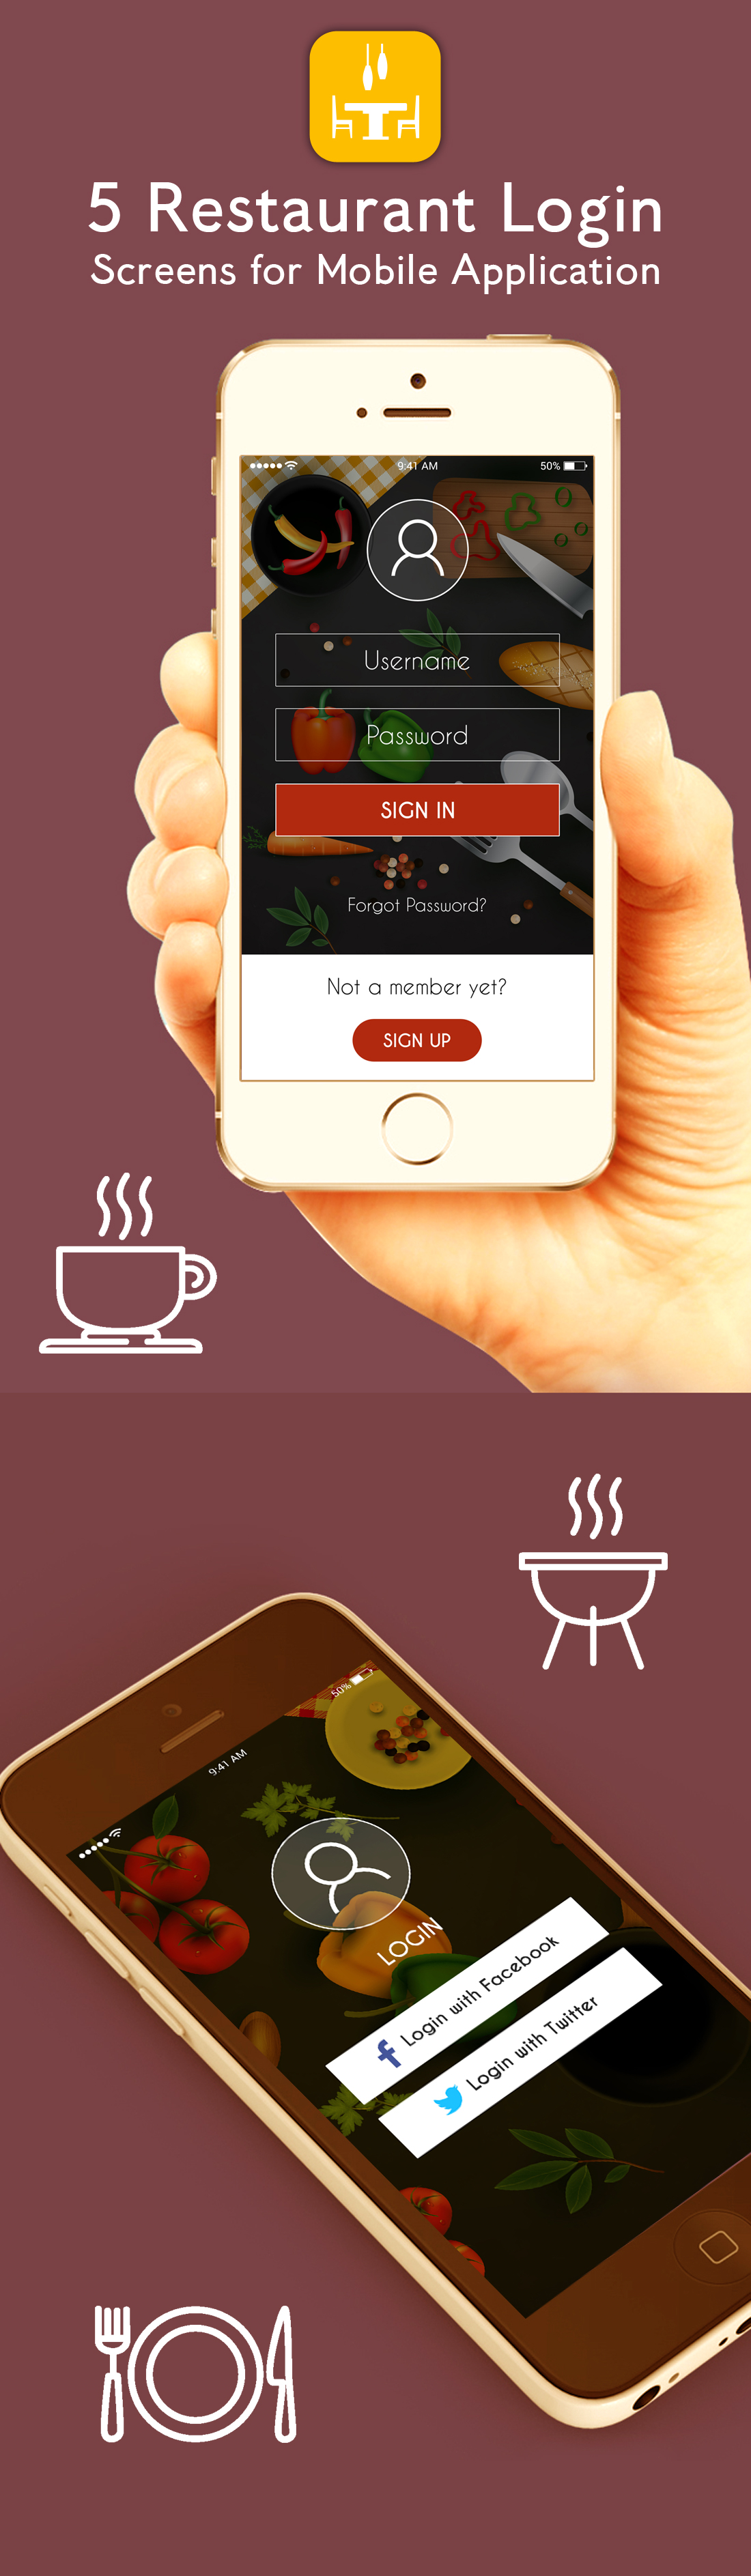 5 Restaurant Login
Screens for Mobile Application
9:41 AM
50%
Username
Password
SIGN IN
Forgot Password?
Not a member yet?
SIGN UP
50%
9:41 AM
LOGIN
f Login with Facebook
Login with Twitter